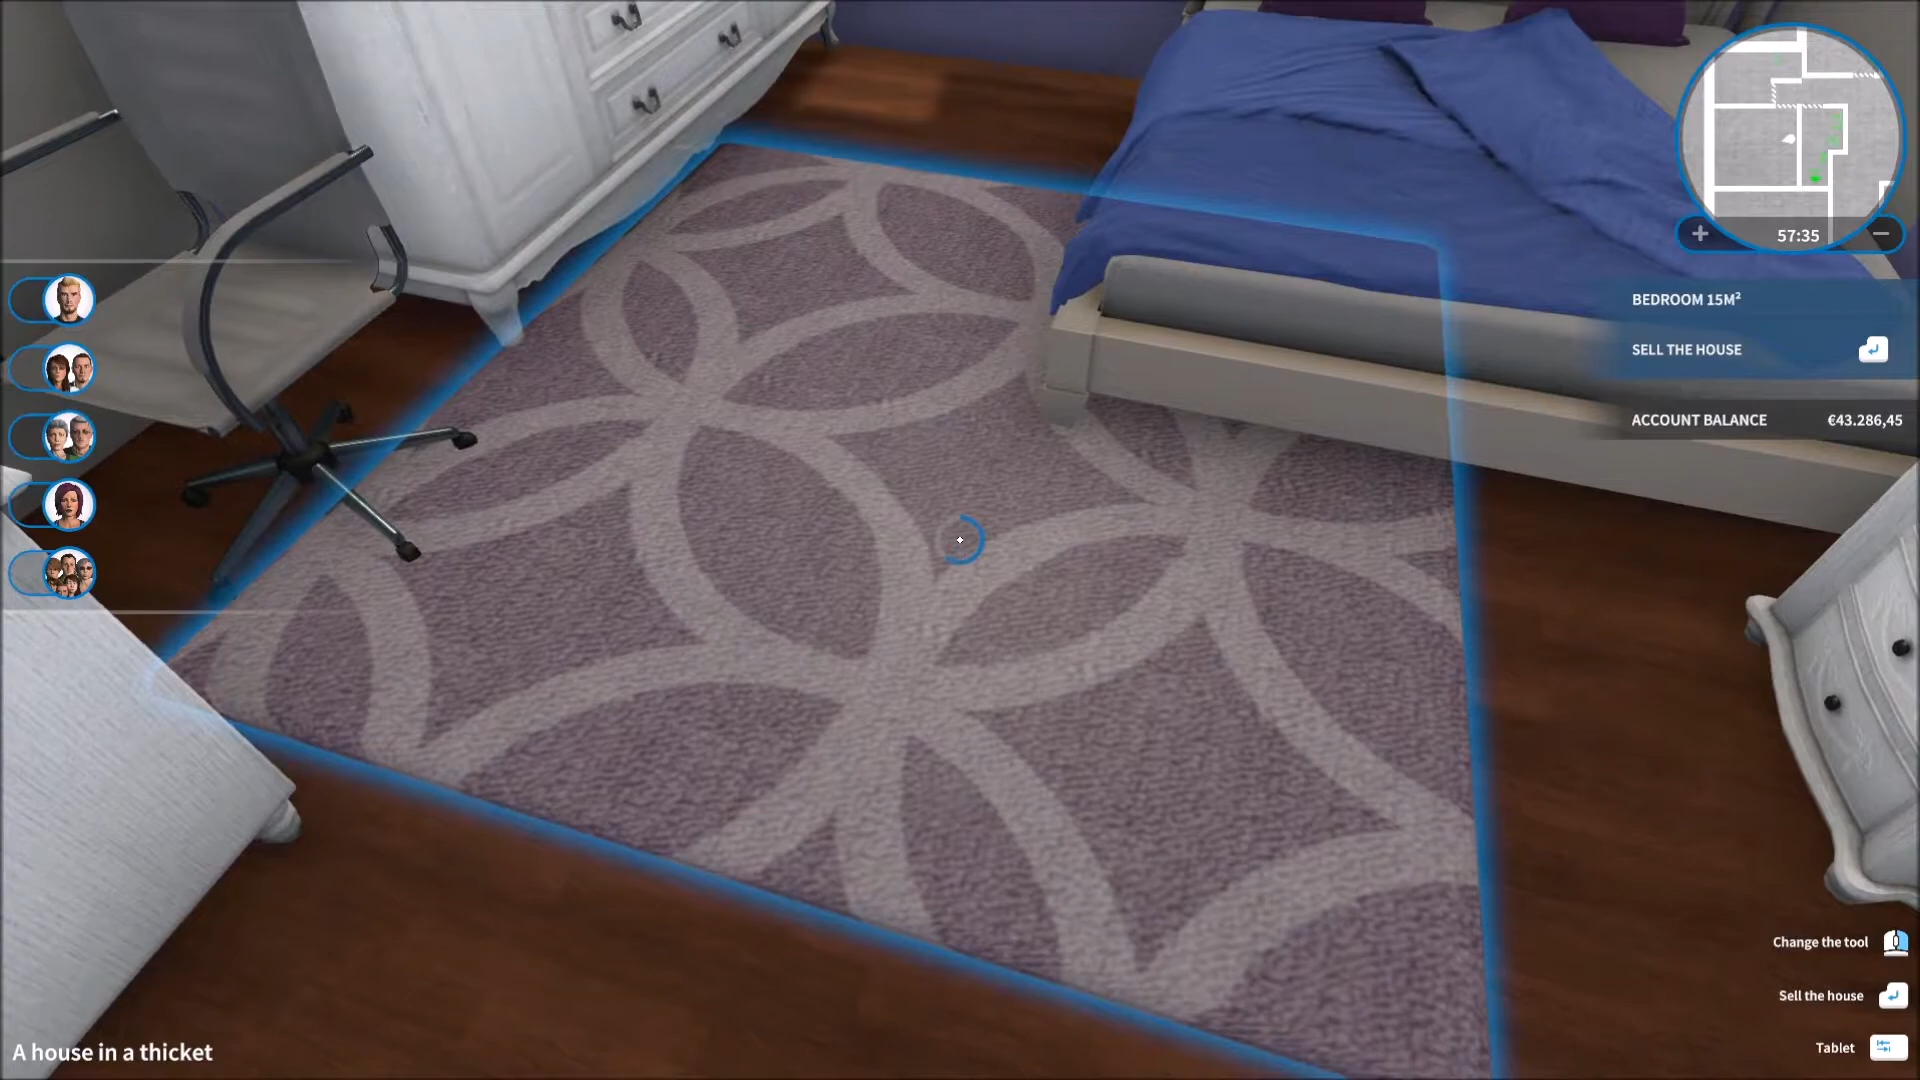 57:35
BEDROOM 15M²
SELL THE HOUSE
ACCOUNT BALANCE €43.286,45
Change the tool
Sell the house
Tablet
A house in a thicket